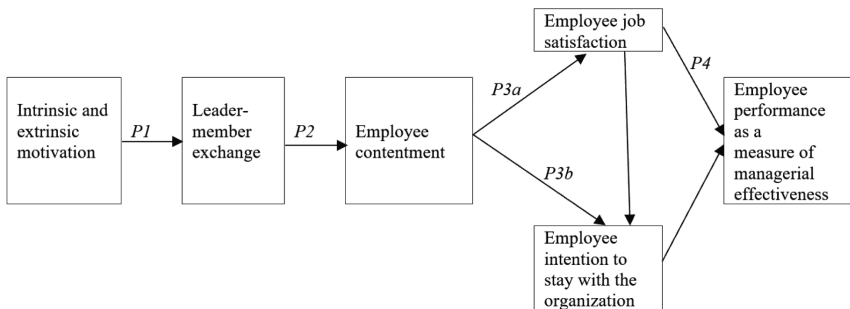 Intrinsic and
extrinsic
motivation
P1
Leader-
member
exchange
P2
Employee
contentment
P3a
P3b
Employee job
satisfaction
Employee
intention to
stay with the
organization
P4
Employee
performance
as a
measure of
managerial
effectiveness